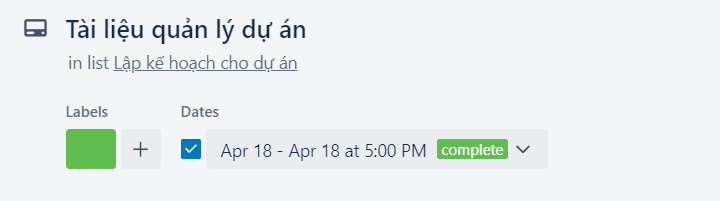 Tài liệu quản lý dự án
in list Lập kế hoạch cho dự án
Labels Dates
Apr 18 - Apr 18 at 5:00 PM complete